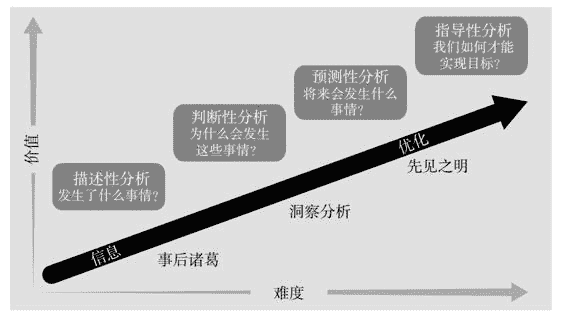 指导性分析
我们如何才能
实现目标?
预测性分析
将来会发生什么
事情?
判断性分析
为什么会发生
这些事情?
描述性分析
发生了什么事情?
价值
优化
先见之明
洞察分析
信息
事后诸葛
难度